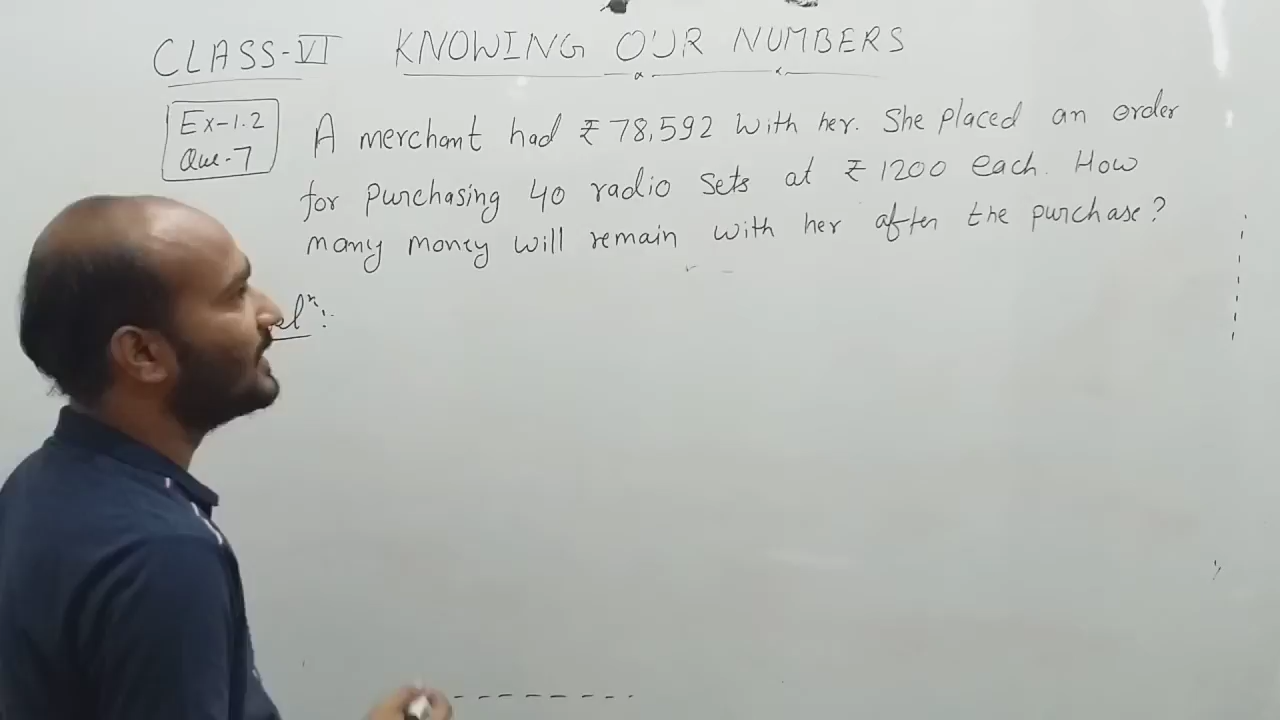 CLASS-VI KNOWING OUR NUMBERS
Ex-1.2
Que-7
A merchant had ₹78,592 with her. She placed an order
for purchasing 40 radio sets at ₹1200 each. How
many money will remain with her after the purchase?